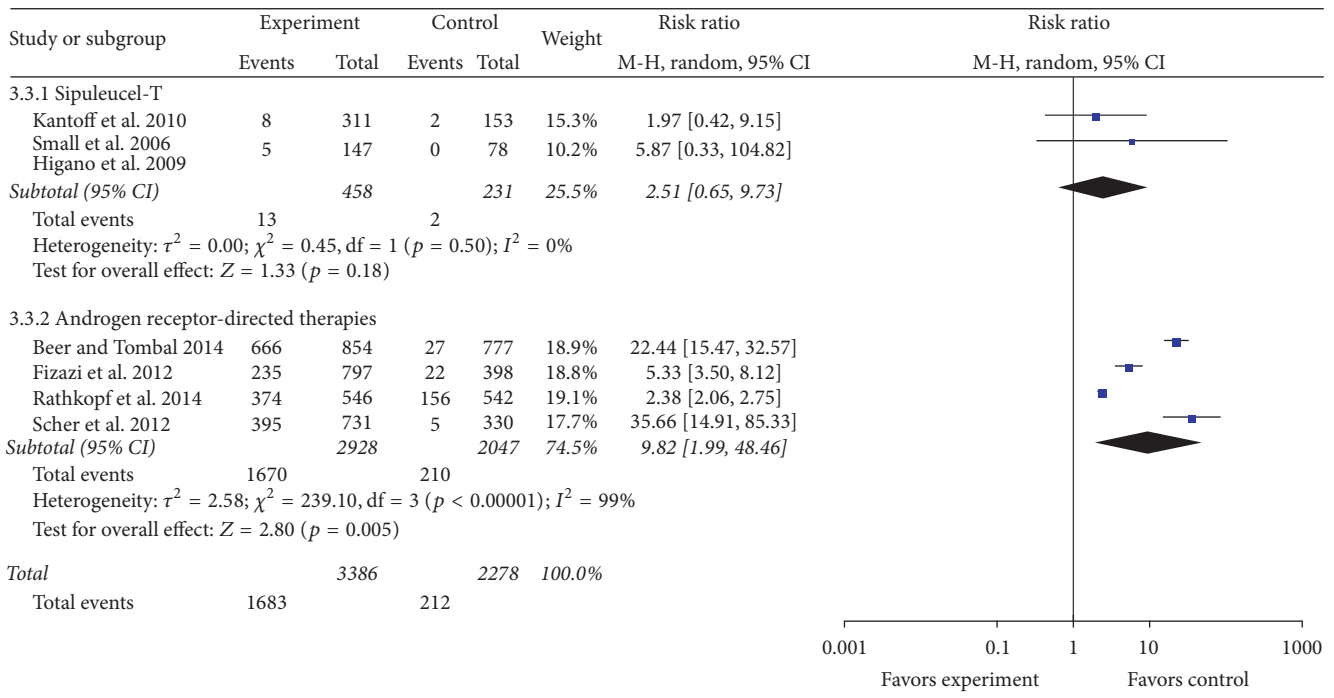 Study or subgroup Experiment Control Weight Risk ratio Risk ratio
Events Total Events Total M-H, random, 95% CI M-H, random, 95% CI
3.3.1 Sipuleucel-T
Kantoff et al. 2010 8 311 2 153 15.3% 1.97 [0.42, 9.15]
Small et al. 2006
Higano et al. 2009 5 147 0 78 10.2% 5.87 [0.33, 104.82]
Subtotal (95% CI) 458 231 25.5% 2.51 [0.65, 9.73]
Total events 13 2
Heterogeneity: τ² = 0.00; χ² = 0.45, df = 1 (p = 0.50); I² = 0%
Test for overall effect: Z = 1.33 (p = 0.18)
3.3.2 Androgen receptor-directed therapies
Beer and Tombal 2014 666 854 27 777 18.9% 22.44 [15.47, 32.57]
Fizazi et al. 2012 235 797 22 398 18.8% 5.33 [3.50, 8.12]
Rathkopf et al. 2014 374 546 156 542 19.1% 2.38 [2.06, 2.75]
Scher et al. 2012 395 731 5 330 17.7% 35.66 [14.91, 85.33]
Subtotal (95% CI) 2928 2047 74.5% 9.82 [1.99, 48.46]
Total events 1670 210
Heterogeneity: τ² = 2.58; χ² = 239.10, df = 3 (p < 0.00001); I² = 99%
Test for overall effect: Z = 2.80 (p = 0.005)
Total 3386 2278 100.0%
Total events 1683 212
0.001 0.1 1 10 1000
Favors experiment Favors control